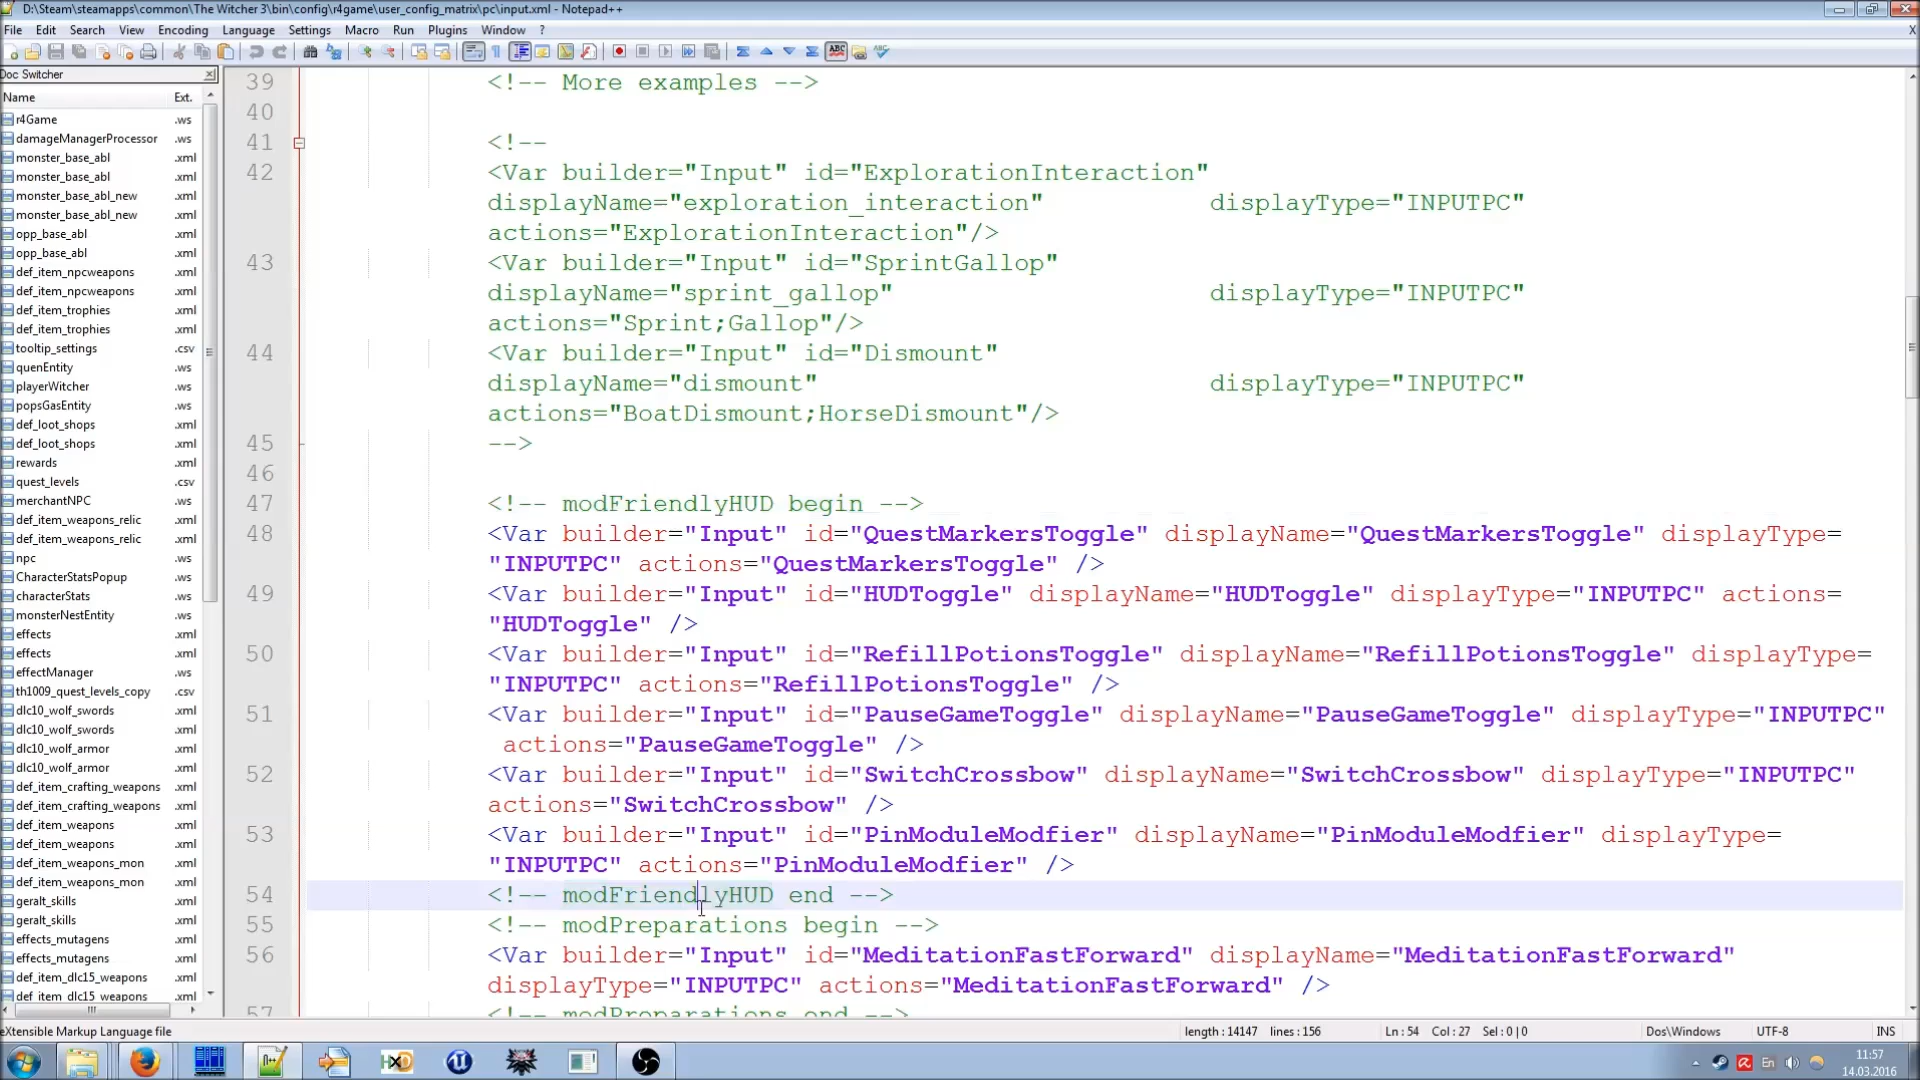 D:\Steam\steamapps\common\The Witcher 3\bin\config\r4game\user_config_matrix\pc\input.xml - Notepad++
File Edit Search View Encoding Language Settings Macro Run Plugins Window ? X
Doc Switcher
Name Ext.
r4Game .ws
damageManagerProcessor .ws
monster_base_abl .xml
monster_base_abl .xml
monster_base_abl_new .xml
monster_base_abl_new .xml
opp_base_abl .xml
opp_base_abl .xml
def_item_npcweapons .xml
def_item_npcweapons .xml
def_item_trophies .xml
def_item_trophies .xml
tooltip_settings .csv
quenEntity .ws
playerWitcher .ws
popsGasEntity .ws
def_loot_shops .xml
def_loot_shops .xml
rewards .xml
quest_levels .csv
merchantNPC .ws
def_item_weapons_relic .xml
def_item_weapons_relic .xml
npc .ws
CharacterStatsPopup .ws
characterStats .ws
monsterNestEntity .ws
effects .xml
effects .xml
effectManager .ws
th1009_quest_levels_copy .csv
dlc10_wolf_swords .xml
dlc10_wolf_swords .xml
dlc10_wolf_armor .xml
dlc10_wolf_armor .xml
def_item_crafting_weapons .xml
def_item_crafting_weapons .xml
def_item_weapons .xml
def_item_weapons .xml
def_item_weapons_mon .xml
def_item_weapons_mon .xml
geralt_skills .xml
geralt_skills .xml
effects_mutagens .xml
effects_mutagens .xml
def_item_dlc15_weapons .xml
def_item_dlc15_weapons .xml
39 <!-- More examples -->
40
41 <!--
42 <Var builder="Input" id="ExplorationInteraction"
displayName="exploration_interaction" displayType="INPUTPC"
actions="ExplorationInteraction"/>
43 <Var builder="Input" id="SprintGallop"
displayName="sprint_gallop" displayType="INPUTPC"
actions="Sprint;Gallop"/>
44 <Var builder="Input" id="Dismount"
displayName="dismount" displayType="INPUTPC"
actions="BoatDismount;HorseDismount"/>
45 -->
46
47 <!-- modFriendlyHUD begin -->
48 <Var builder="Input" id="QuestMarkersToggle" displayName="QuestMarkersToggle" displayType=
"INPUTPC" actions="QuestMarkersToggle" />
49 <Var builder="Input" id="HUDToggle" displayName="HUDToggle" displayType="INPUTPC" actions=
"HUDToggle" />
50 <Var builder="Input" id="RefillPotionsToggle" displayName="RefillPotionsToggle" displayType=
"INPUTPC" actions="RefillPotionsToggle" />
51 <Var builder="Input" id="PauseGameToggle" displayName="PauseGameToggle" displayType="INPUTPC"
actions="PauseGameToggle" />
52 <Var builder="Input" id="SwitchCrossbow" displayName="SwitchCrossbow" displayType="INPUTPC"
actions="SwitchCrossbow" />
53 <Var builder="Input" id="PinModuleModfier" displayName="PinModuleModfier" displayType=
"INPUTPC" actions="PinModuleModfier" />
54 <!-- modFriendlyHUD end -->
55 <!-- modPreparations begin -->
56 <Var builder="Input" id="MeditationFastForward" displayName="MeditationFastForward"
displayType="INPUTPC" actions="MeditationFastForward" />
57 <!-- modPreparations end -->
eXtensible Markup Language file length : 14147 lines : 156 Ln : 54 Col : 27 Sel : 0 | 0 Dos\Windows UTF-8 INS
En 11:57
14.03.2016